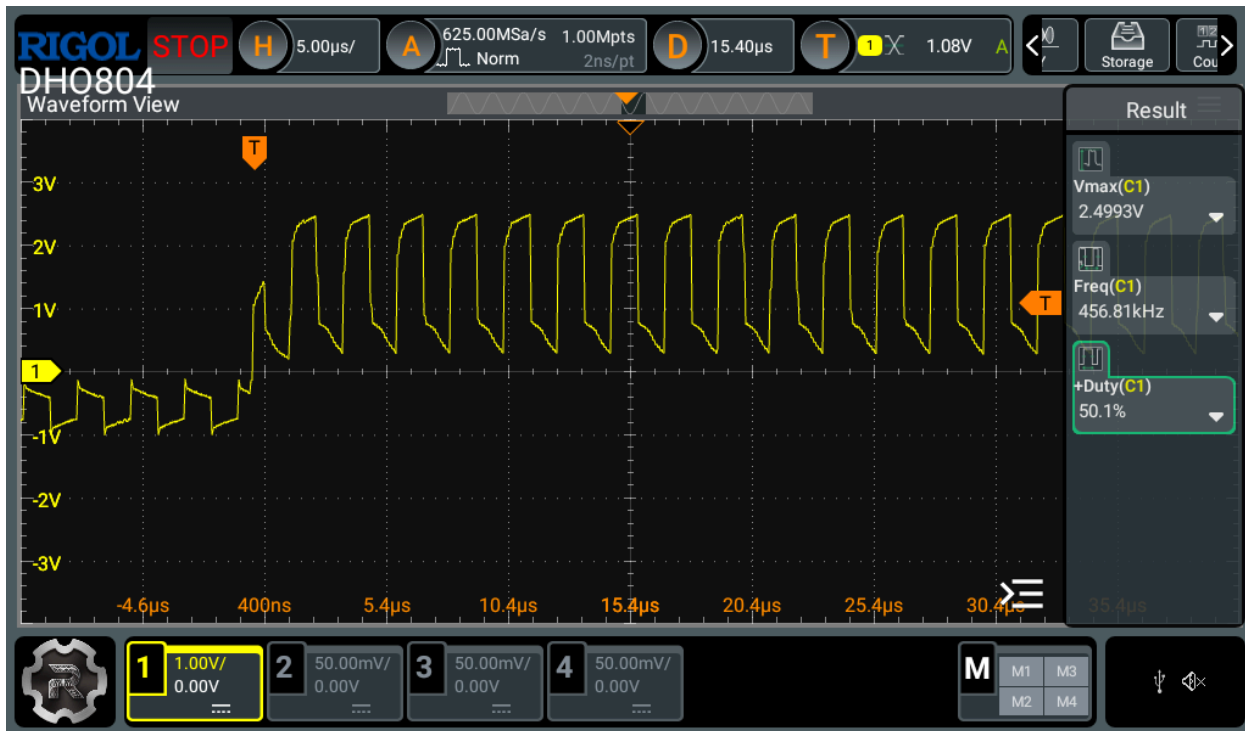 RIGOL STOP H 5.00µs/ A 625.00MSa/s 1.00Mpts D 15.40µs T 1 1.08V A
Norm 2ns/pt
Storage
Cou
DHO804
Waveform View
T
3V
2V
1V
1
-1V
-2V
-3V
T
-4.6µs 400ns 5.4µs 10.4µs 15.4µs 20.4µs 25.4µs 30.4µs 35.4µs
Result
Vmax(C1)
2.4993V
Freq(C1)
456.81kHz
+Duty(C1)
50.1%
R
1 1.00V/ 2 50.00mV/ 3 50.00mV/ 4 50.00mV/
0.00V 0.00V 0.00V 0.00V
M M1 M3
M2 M4